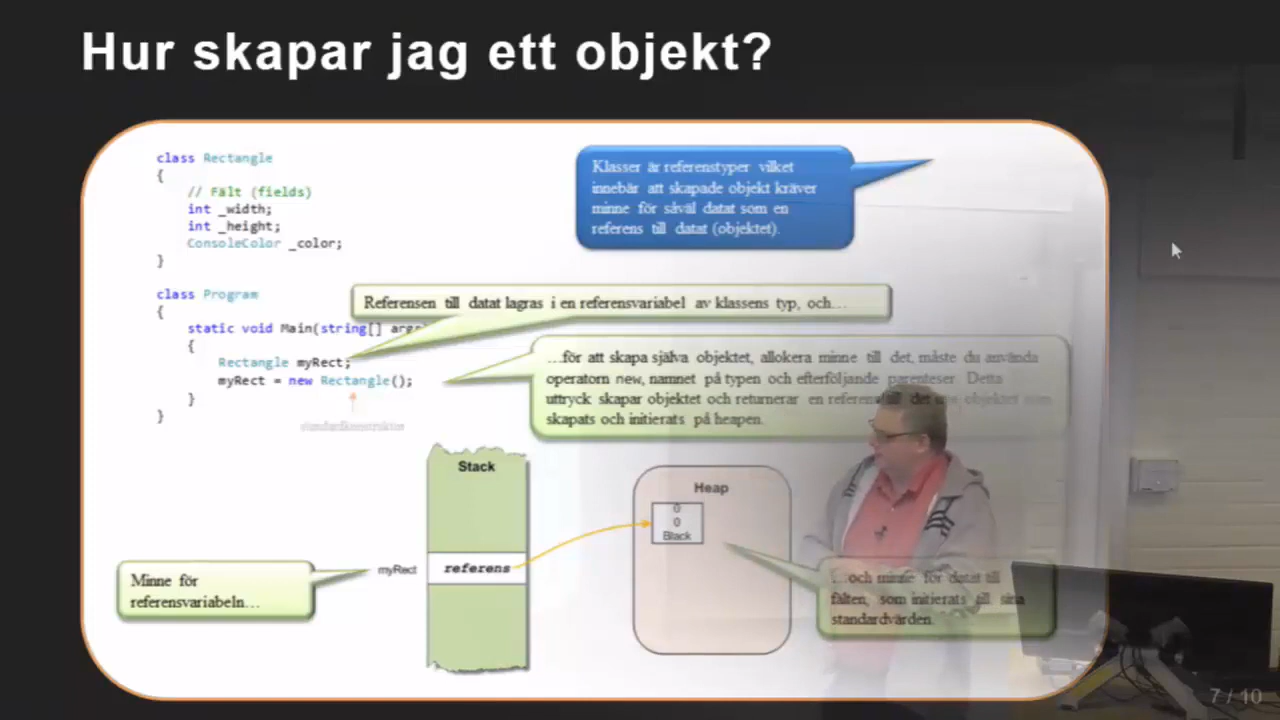 Hur skapar jag ett objekt?
class Rectangle
{
// Fält (fields)
int _width;
int _height;
ConsoleColor _color;
}
Klasser är referenstyper vilket
innebär att skapade objekt kräver
minne för såväl datat som en
referens till datat (objektet).
class Program
{
static void Main(string[] args)
{
Rectangle myRect;
myRect = new Rectangle();
}
}
standardkonstruktor
Referensen till datat lagras i en referensvariabel av klassens typ, och…
…för att skapa själva objektet, allokera minne till det, måste du använda
operatorn new, namnet på typen och efterföljande parenteser. Detta
uttryck skapar objektet och returnerar en referens till det objektet som
skapats och initierats på heapen.
Stack
myRect
referens
Heap
0
0
Black
Minne för
referensvariabeln…
…och minne för datat till
fälten, som initierats till sina
standardvärden.
7 / 10